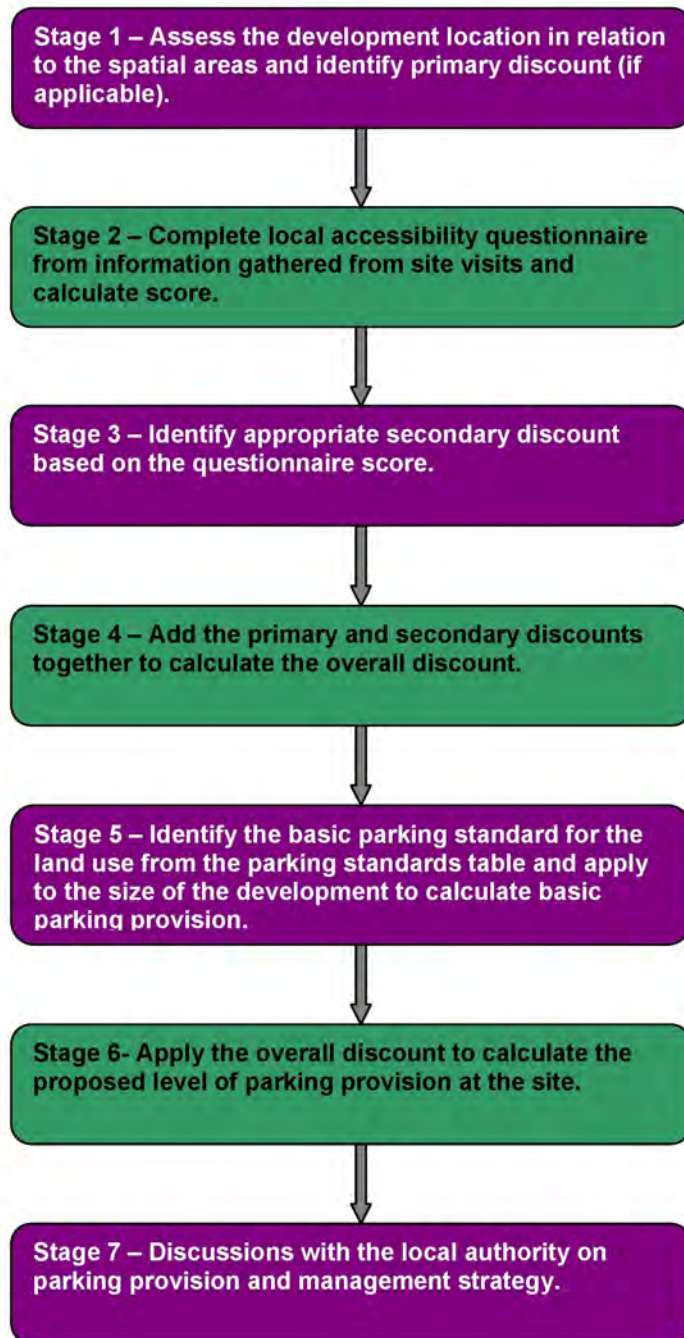 Stage 1 – Assess the development location in relation
to the spatial areas and identify primary discount (if
applicable).
Stage 2 – Complete local accessibility questionnaire
from information gathered from site visits and
calculate score.
Stage 3 – Identify appropriate secondary discount
based on the questionnaire score.
Stage 4 – Add the primary and secondary discounts
together to calculate the overall discount.
Stage 5 – Identify the basic parking standard for the
land use from the parking standards table and apply
to the size of the development to calculate basic
parking provision.
Stage 6- Apply the overall discount to calculate the
proposed level of parking provision at the site.
Stage 7 – Discussions with the local authority on
parking provision and management strategy.